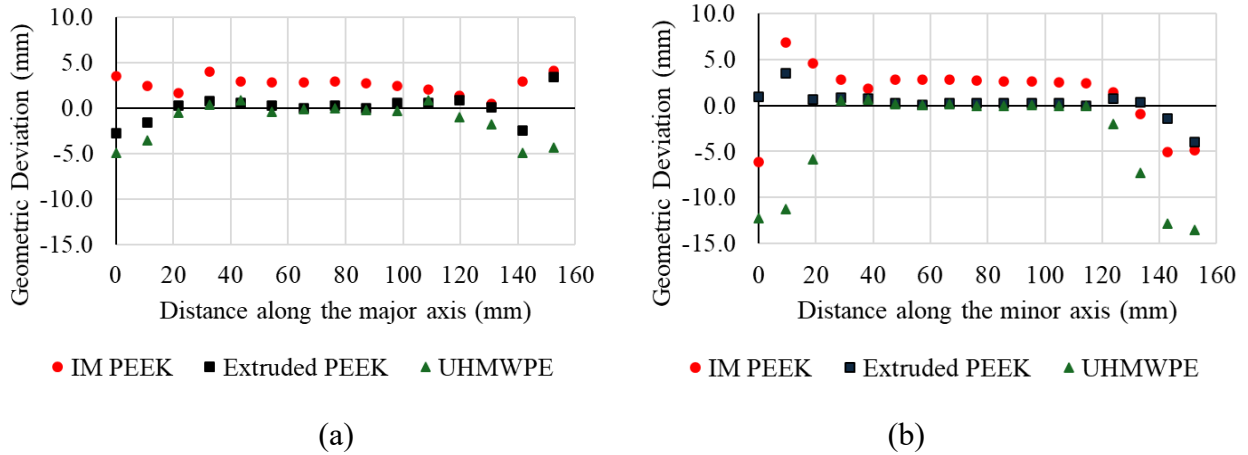 10.0
5.0
0.0
-5.0
-10.0
-15.0
Geometric Deviation (mm)
0 20 40 60 80 100 120 140 160
Distance along the major axis (mm)
IM PEEK Extruded PEEK UHMWPE
(a)
10.0
5.0
0.0
-5.0
-10.0
-15.0
Geometric Deviation (mm)
0 20 40 60 80 100 120 140 160
Distance along the minor axis (mm)
IM PEEK Extruded PEEK UHMWPE
(b)